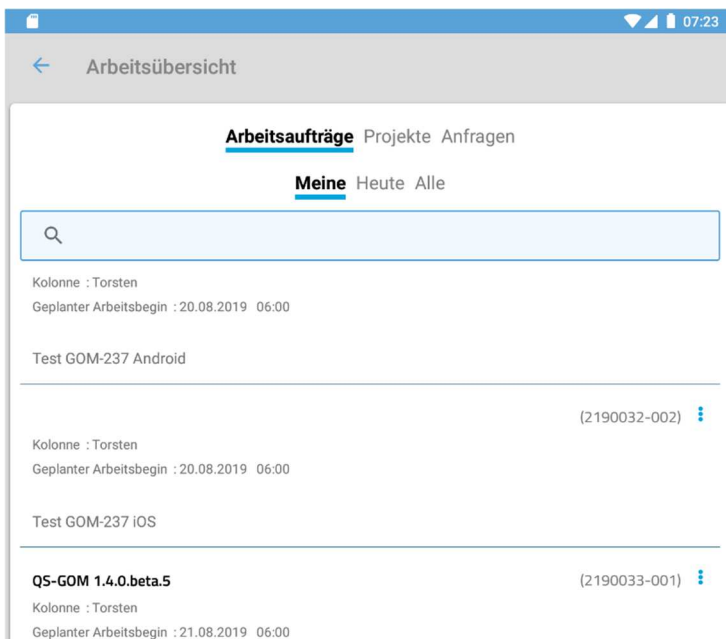 07:23
Arbeitsübersicht
Arbeitsaufträge Projekte Anfragen
Meine Heute Alle
Kolonne : Torsten
Geplanter Arbeitsbegin : 20.08.2019 06:00
Test GOM-237 Android
(2190032-002)
Kolonne : Torsten
Geplanter Arbeitsbegin : 20.08.2019 06:00
Test GOM-237 iOS
QS-GOM 1.4.0.beta.5 (2190033-001)
Kolonne : Torsten
Geplanter Arbeitsbegin : 21.08.2019 06:00